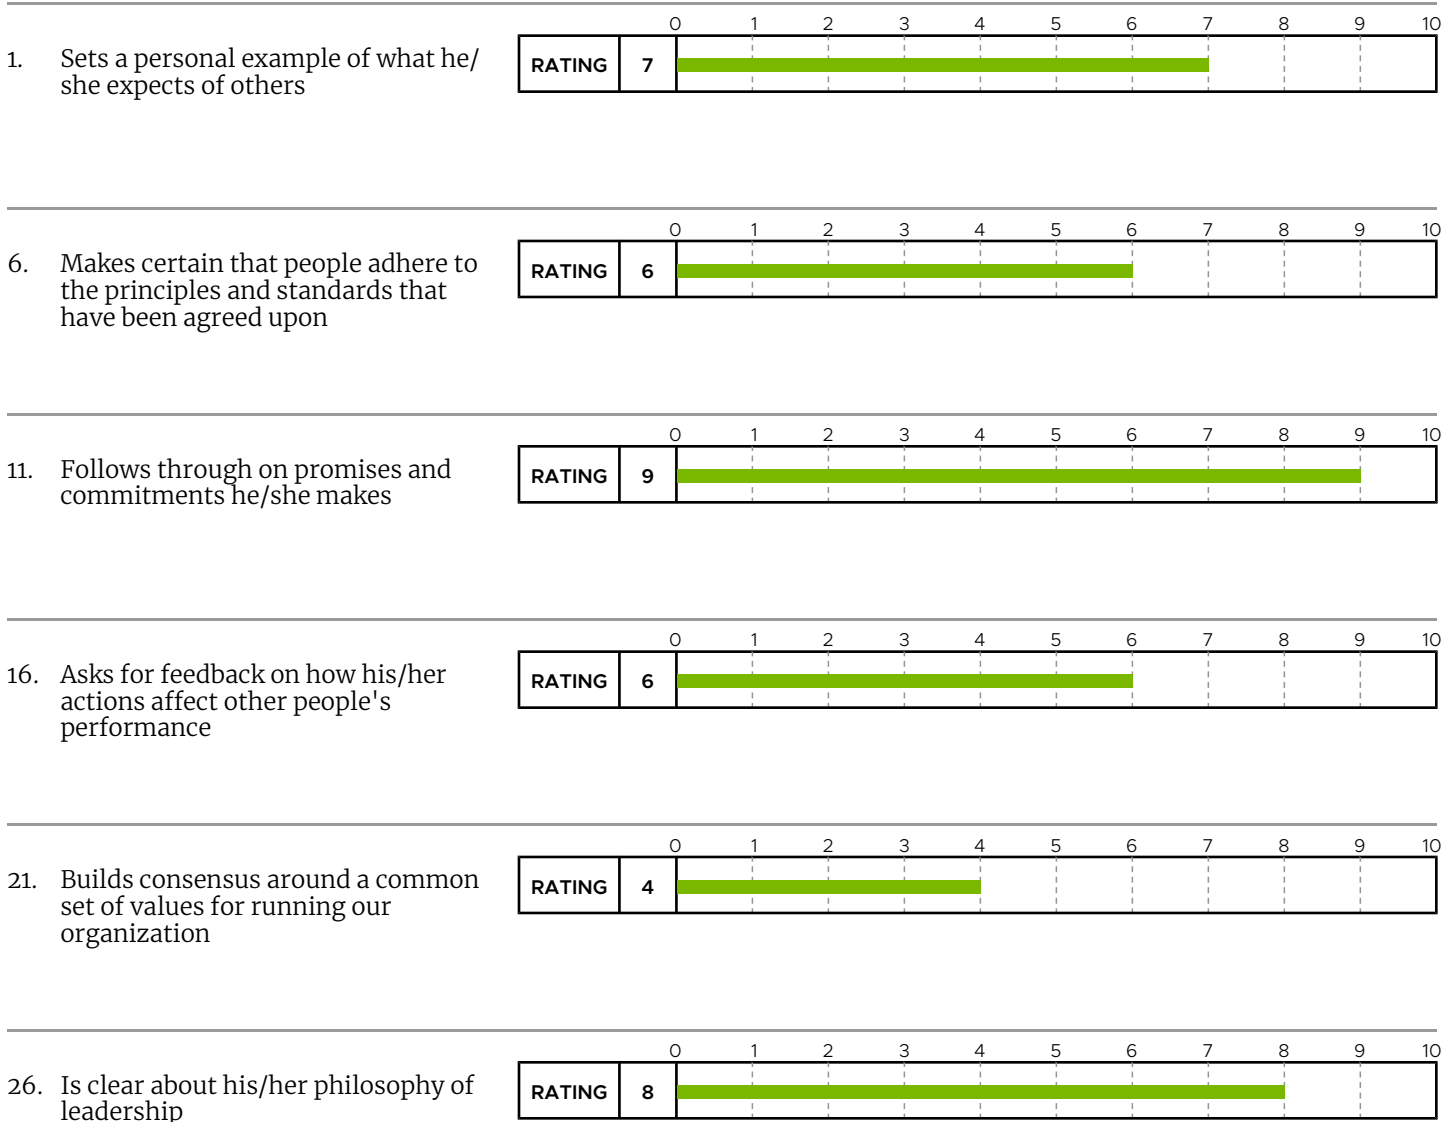 0 1 2 3 4 5 6 7 8 9 10
1. Sets a personal example of what he/
she expects of others
RATING 7
0 1 2 3 4 5 6 7 8 9 10
6. Makes certain that people adhere to
the principles and standards that
have been agreed upon
RATING 6
0 1 2 3 4 5 6 7 8 9 10
11. Follows through on promises and
commitments he/she makes
RATING 9
0 1 2 3 4 5 6 7 8 9 10
16. Asks for feedback on how his/her
actions affect other people's
performance
RATING 6
0 1 2 3 4 5 6 7 8 9 10
21. Builds consensus around a common
set of values for running our
organization
RATING 4
0 1 2 3 4 5 6 7 8 9 10
26. Is clear about his/her philosophy of
leadership
RATING 8